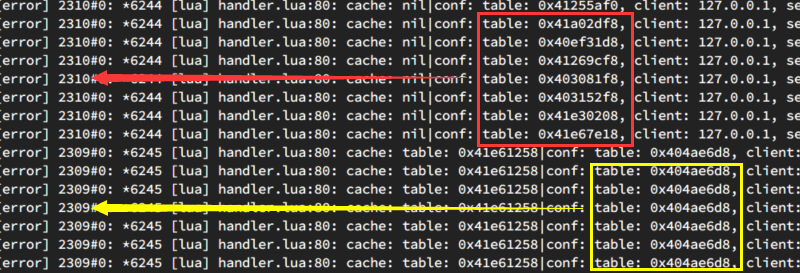 [error] 2310#0: *6244 [lua] handler.lua:80: cache: nil|conf: table: 0x41255af0, client: 127.0.0.1, se
[error] 2310#0: *6244 [lua] handler.lua:80: cache: nil|conf: table: 0x41a02df8, client: 127.0.0.1, se
[error] 2310#0: *6244 [lua] handler.lua:80: cache: nil|conf: table: 0x40ef31d8, client: 127.0.0.1, se
[error] 2310#0: *6244 [lua] handler.lua:80: cache: nil|conf: table: 0x41269cf8, client: 127.0.0.1, se
[error] 2310#0: *6244 [lua] handler.lua:80: cache: nil|conf: table: 0x403081f8, client: 127.0.0.1, se
[error] 2310#0: *6244 [lua] handler.lua:80: cache: nil|conf: table: 0x403152f8, client: 127.0.0.1, se
[error] 2310#0: *6244 [lua] handler.lua:80: cache: nil|conf: table: 0x41e30208, client: 127.0.0.1, se
[error] 2310#0: *6244 [lua] handler.lua:80: cache: nil|conf: table: 0x41e67e18, client: 127.0.0.1, se
[error] 2309#0: *6245 [lua] handler.lua:80: cache: table: 0x41e61258|conf: table: 0x404ae6d8, client:
[error] 2309#0: *6245 [lua] handler.lua:80: cache: table: 0x41e61258|conf: table: 0x404ae6d8, client:
[error] 2309#0: *6245 [lua] handler.lua:80: cache: table: 0x41e61258|conf: table: 0x404ae6d8, client:
[error] 2309#0: *6245 [lua] handler.lua:80: cache: table: 0x41e61258|conf: table: 0x404ae6d8, client:
[error] 2309#0: *6245 [lua] handler.lua:80: cache: table: 0x41e61258|conf: table: 0x404ae6d8, client:
[error] 2309#0: *6245 [lua] handler.lua:80: cache: table: 0x41e61258|conf: table: 0x404ae6d8, client:
[error] 2309#0: *6245 [lua] handler.lua:80: cache: table: 0x41e61258|conf: table: 0x404ae6d8, client: